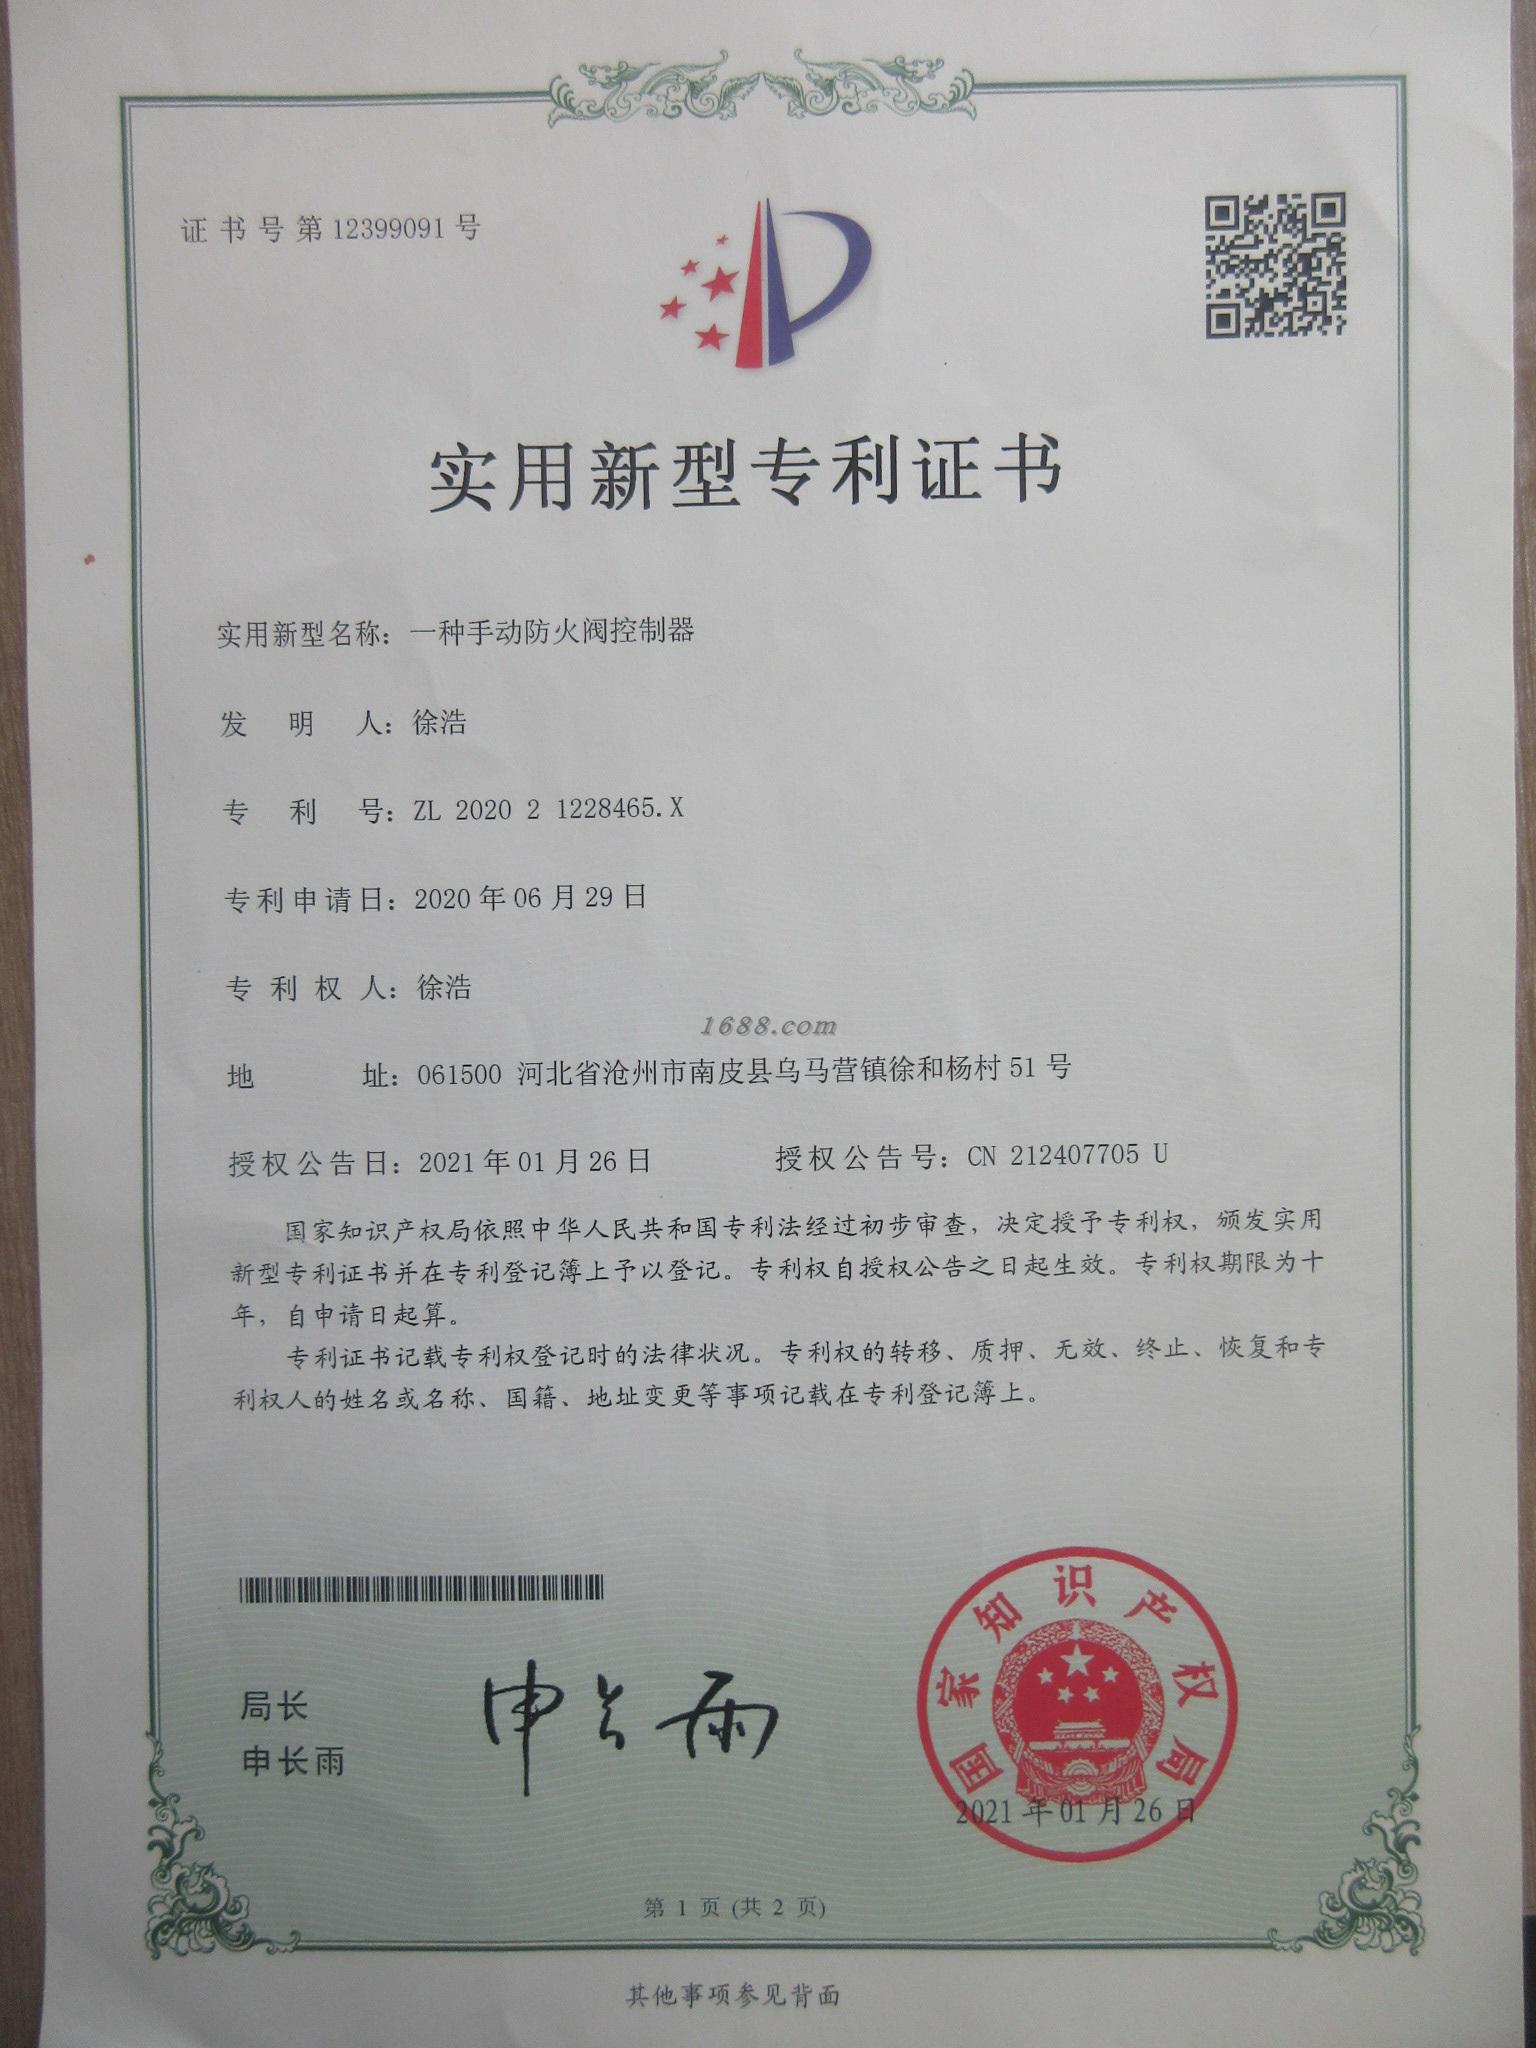 证书号第12399091号
实用新型专利证书
实用新型名称：一种手动防火阀控制器
发明人：徐浩
专利号：ZL 2020 2 1228465.X
专利申请日：2020年06月29日
专利权人：徐浩
1688.com
地址：061500 河北省沧州市南皮县乌马营镇徐和杨村51号
授权公告日：2021年01月26日 授权公告号：CN 212407705 U
国家知识产权局依照中华人民共和国专利法经过初步审查，决定授予专利权，颁发实用
新型专利证书并在专利登记簿上予以登记。专利权自授权公告之日起生效。专利权期限为十
年，自申请日起算。
专利证书记载专利权登记时的法律状况。专利权的转移、质押、无效、终止、恢复和专
利权人的姓名或名称、国籍、地址变更等事项记载在专利登记簿上。
局长
申长雨
申长雨
国家知识产权局
2021年01月26日
第 1 页 (共 2 页)
其他事项参见背面